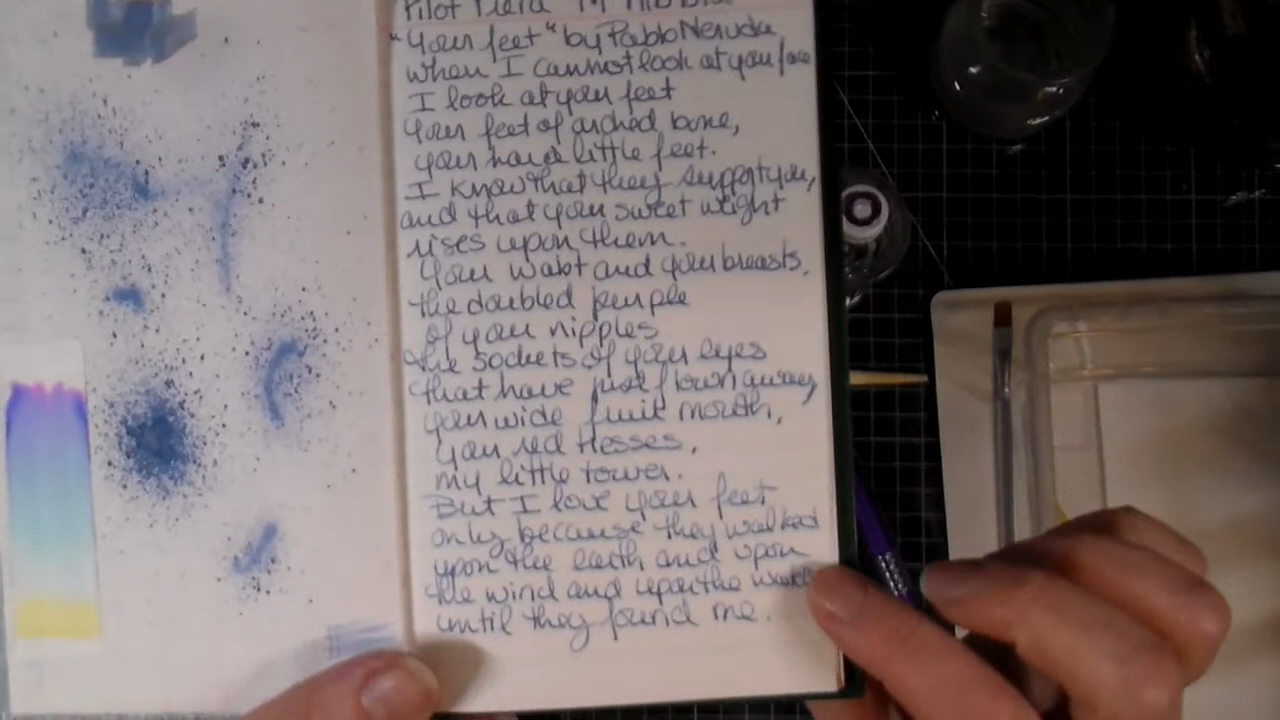 Pilot
"Your feet" by Pablo Neruda
When I cannot look at your face
I look at your feet
Your feet of arched bone,
your hard little feet.
I know that they support you,
and that your sweet weight
rises upon them.
Your waist and your breasts,
the doubled purple
of your nipples
the sockets of your eyes
that have just flown away
your wide fruit mouth,
your red tresses,
my little tower.
But I love your feet
only because they walked
upon the earth and upon
the wind and upon the
until they found me.